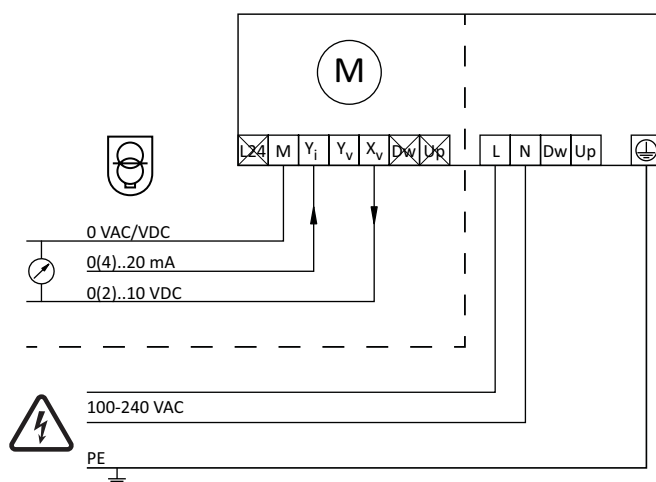 M
L24 M Yi Yv Xv Dw Up L N Dw Up
0 VAC/VDC
0(4)..20 mA
0(2)..10 VDC
100-240 VAC
PE